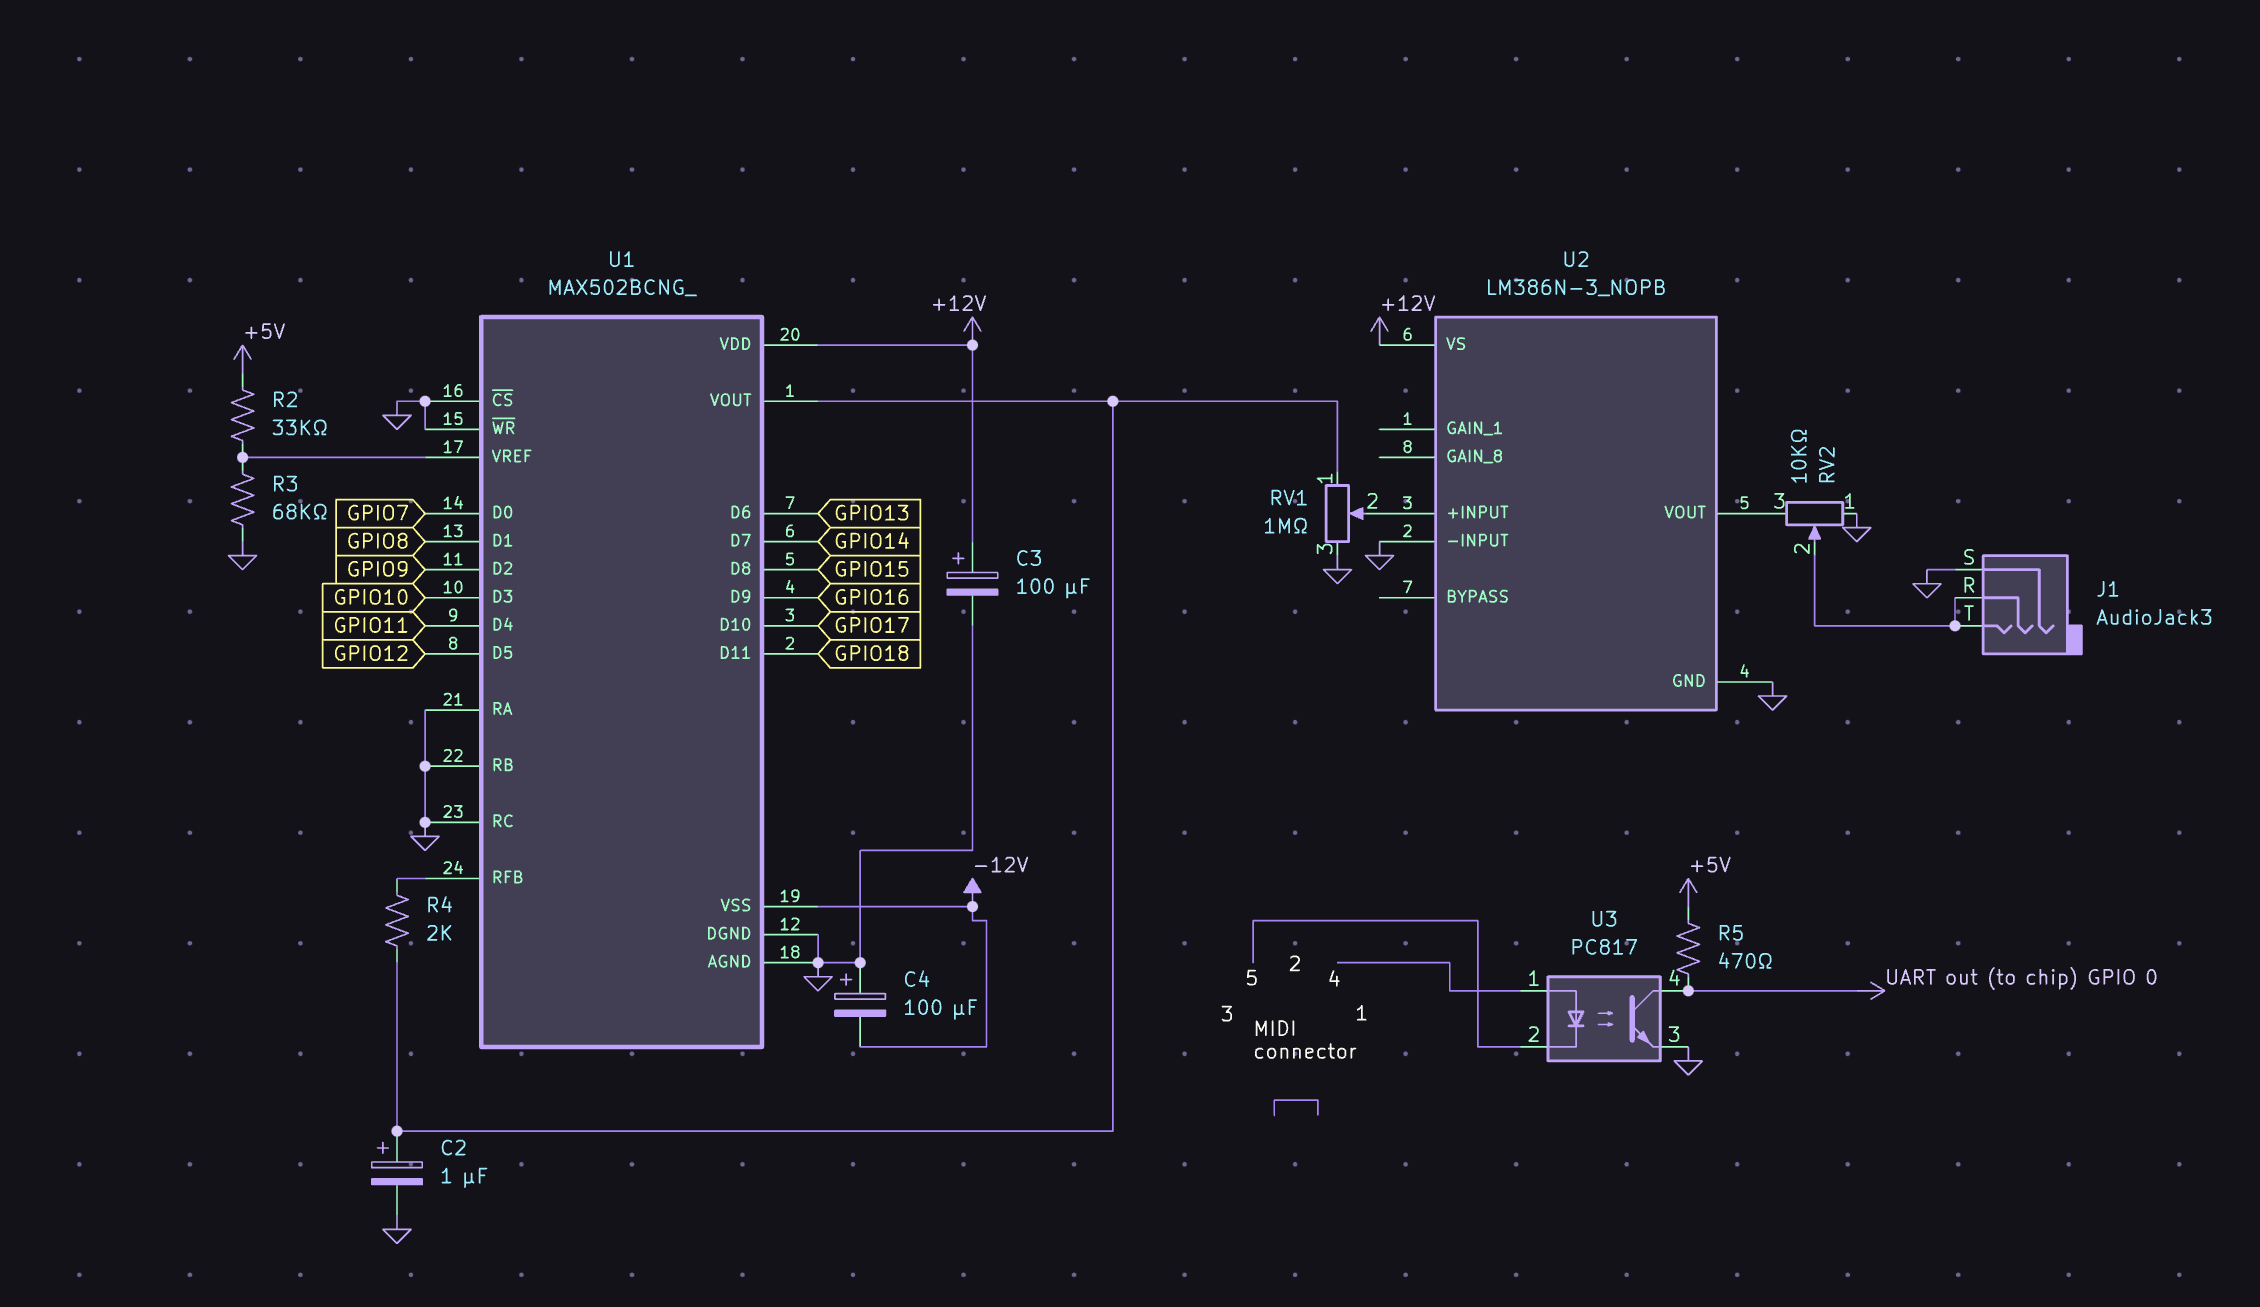 U1
MAX502BCNG_
+5V
R2
33KΩ
R3
68KΩ
16 CS
15 WR
17 VREF
GPIO7 14 D0
GPIO8 13 D1
GPIO9 11 D2
GPIO10 10 D3
GPIO11 9 D4
GPIO12 8 D5
21 RA
22 RB
23 RC
24 RFB
R4
2K
+
C2
1 µF
VDD 20
VOUT 1
D6 7 GPIO13
D7 6 GPIO14
D8 5 GPIO15
D9 4 GPIO16
D10 3 GPIO17
D11 2 GPIO18
VSS 19
DGND 12
AGND 18
+12V
+
C3
100 µF
-12V
+
C4
100 µF
U2
LM386N-3_NOPB
+12V
6 VS
1 GAIN_1
8 GAIN_8
RV1
1MΩ
1
2
3
3 +INPUT
2 -INPUT
7 BYPASS
VOUT 5
GND 4
10KΩ
RV2
3
1
2
S
R
T
J1
AudioJack3
5
2
4
3
1
MIDI
connector
U3
PC817
1
2
4
3
+5V
R5
470Ω
UART out (to chip) GPIO 0